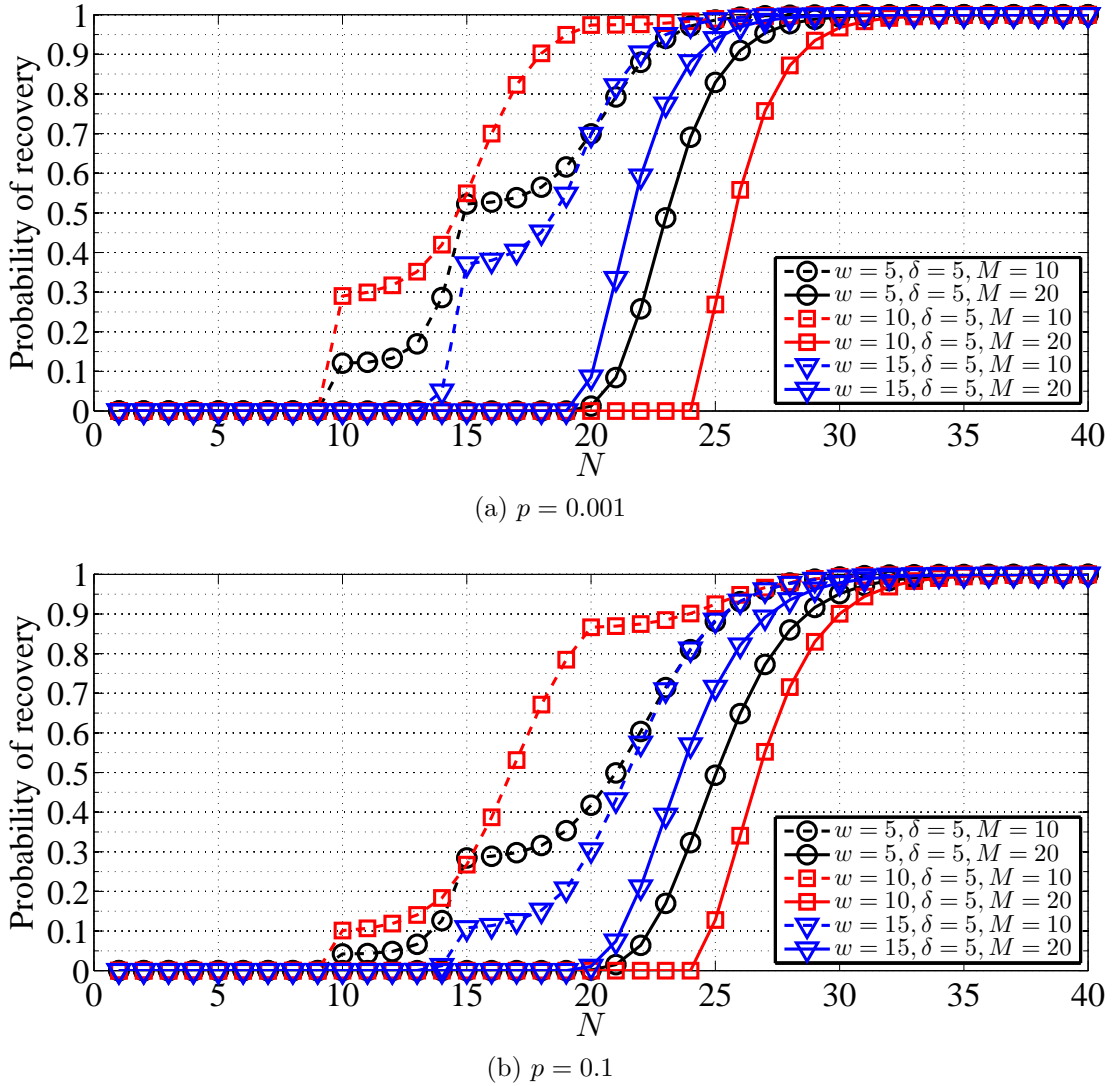 Probability of recovery
1
0.9
0.8
0.7
0.6
0.5
0.4
0.3
0.2
0.1
0
w = 5, δ = 5, M = 10
w = 5, δ = 5, M = 20
w = 10, δ = 5, M = 10
w = 10, δ = 5, M = 20
w = 15, δ = 5, M = 10
w = 15, δ = 5, M = 20
0 5 10 15 20 25 30 35 40
N
(a) p = 0.001
Probability of recovery
1
0.9
0.8
0.7
0.6
0.5
0.4
0.3
0.2
0.1
0
w = 5, δ = 5, M = 10
w = 5, δ = 5, M = 20
w = 10, δ = 5, M = 10
w = 10, δ = 5, M = 20
w = 15, δ = 5, M = 10
w = 15, δ = 5, M = 20
0 5 10 15 20 25 30 35 40
N
(b) p = 0.1